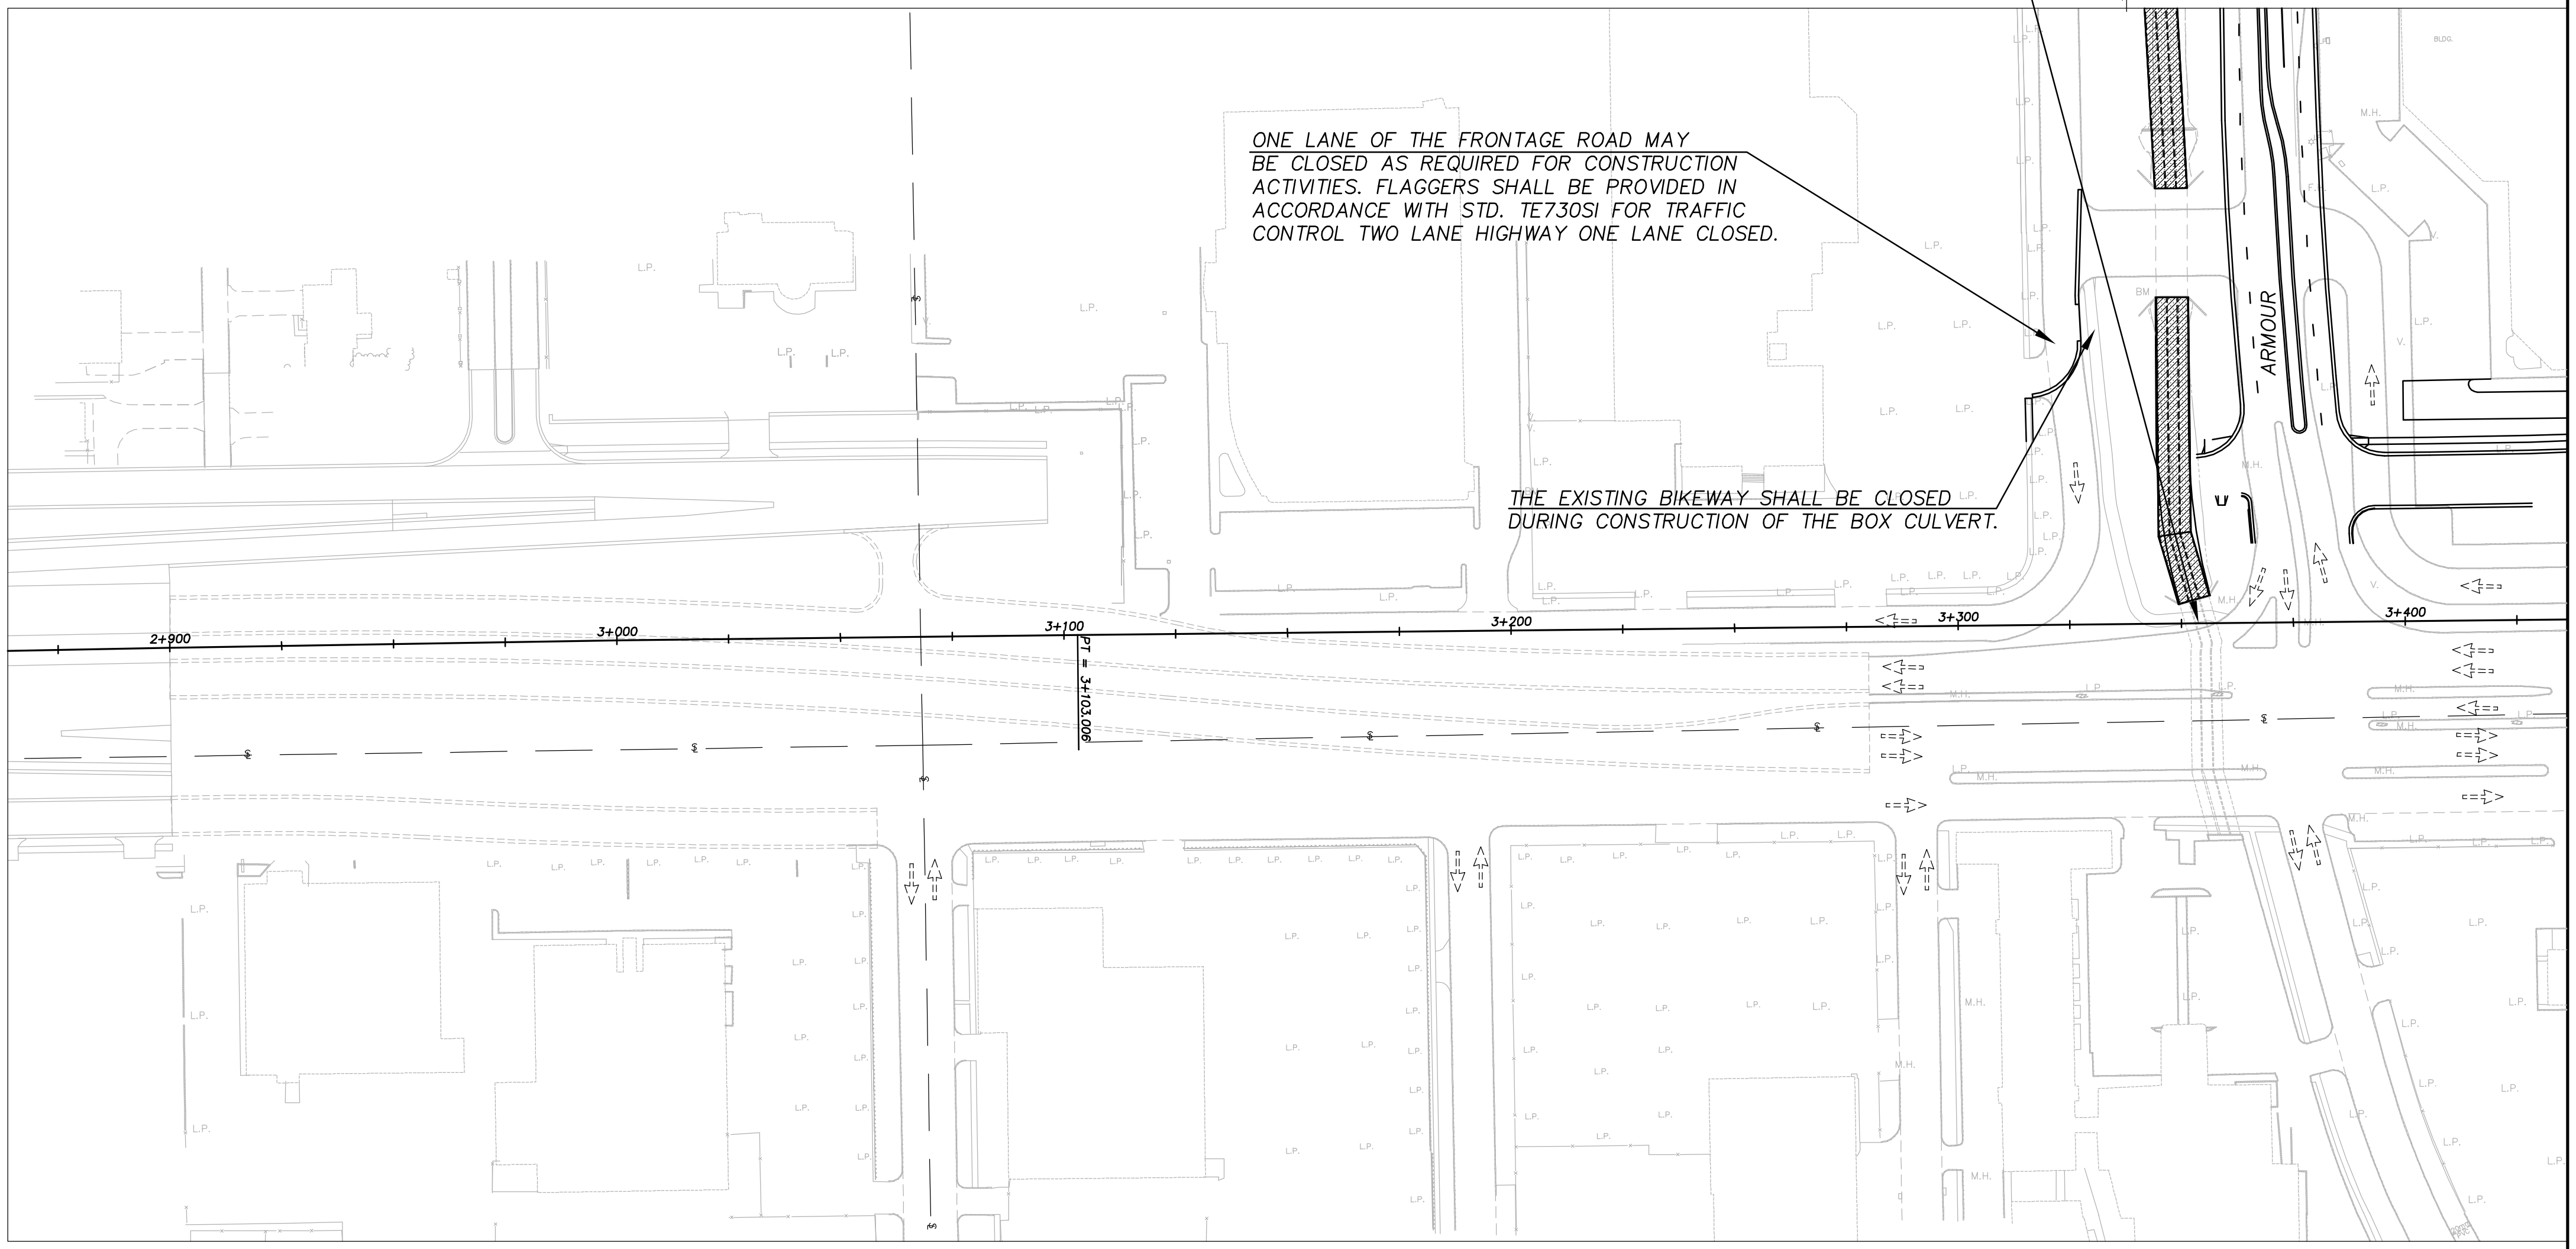 ONE LANE OF THE FRONTAGE ROAD MAY
BE CLOSED AS REQUIRED FOR CONSTRUCTION
ACTIVITIES. FLAGGERS SHALL BE PROVIDED IN
ACCORDANCE WITH STD. TE730SI FOR TRAFFIC
CONTROL TWO LANE HIGHWAY ONE LANE CLOSED.
THE EXISTING BIKEWAY SHALL BE CLOSED
DURING CONSTRUCTION OF THE BOX CULVERT.
ARMOUR
BLDG.
BM
2+900
3+000
3+100
3+200
3+300
3+400
PT = 3+103.006
L.P.
M.H.
V.